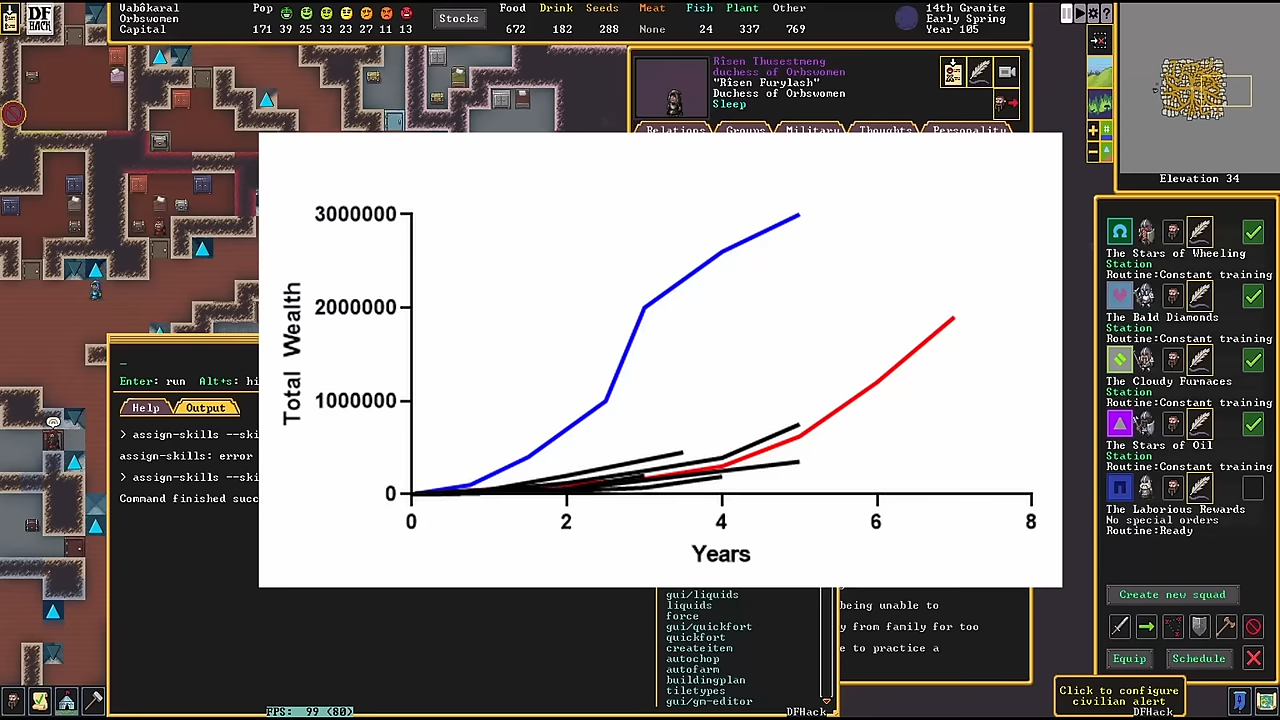 DF
HACK
Vabôkaral
Orbswomen
Capital
Pop
171 39 25 33 23 27 11 13
Stocks
Food Drink Seeds Meat Fish Plant Other
672 182 288 None 24 337 769
14th Granite
Early Spring
Year 105
Rîsen Thusestmeng
duchess of Orbswomen
"Rîsen Furylash"
Duchess of Orbswomen
Sleep
Relations Groups Military Thoughts Personality
Elevation 34
3000000
2000000
1000000
0
Total Wealth
0 2 4 6 8
Years
Enter: run Alt+s: hi
Help Output
> assign-skills --ski
assign-skills: error
> assign-skills --ski
Command finished succ
gui/liquids
liquids
force
gui/quickfort
quickfort
createitem
autochop
autofarm
buildingplan
tiletypes
gui/gm-editor
being unable to
y from family for too
e to practice a
FPS: 99 (80)
DFHack
The Stars of Wheeling
Station
Routine:Constant training
The Bald Diamonds
Station
Routine:Constant training
The Cloudy Furnaces
Station
Routine:Constant training
The Stars of Oil
Station
Routine:Constant training
The Laborious Rewards
No special orders
Routine:Ready
Create new squad
Equip Schedule
Click to configure
civilian alert
DFHack